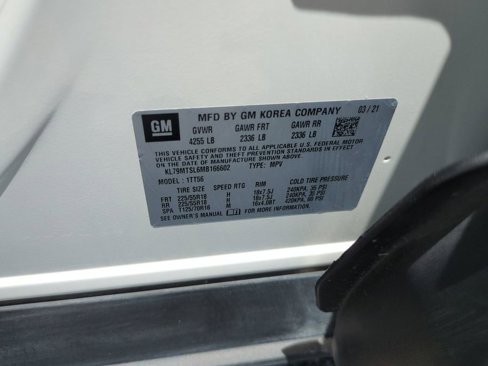 GM
MFD BY GM KOREA COMPANY 03/21
GVWR GAWR FRT GAWR RR
4255 LB 2336 LB 2336 LB
THIS VEHICLE CONFORMS TO ALL APPLICABLE U.S. FEDERAL MOTOR
VEHICLE SAFETY, BUMPER, AND THEFT PREVENTION STANDARDS IN EFFECT
ON THE DATE OF MANUFACTURE SHOWN ABOVE.
KL79MTSL6MB166602 TYPE: MPV
MODEL: 1TT56
TIRE SIZE SPEED RTG RIM COLD TIRE PRESSURE
FRT 225/55R18 H 18x7.5J 240KPA, 35 PSI
RR 225/55R18 H 18x7.5J 240KPA, 35 PSI
SPA T125/70R16 M 16x4.0BT 420KPA, 60 PSI
SEE OWNER'S MANUAL FOR MORE INFORMATION.